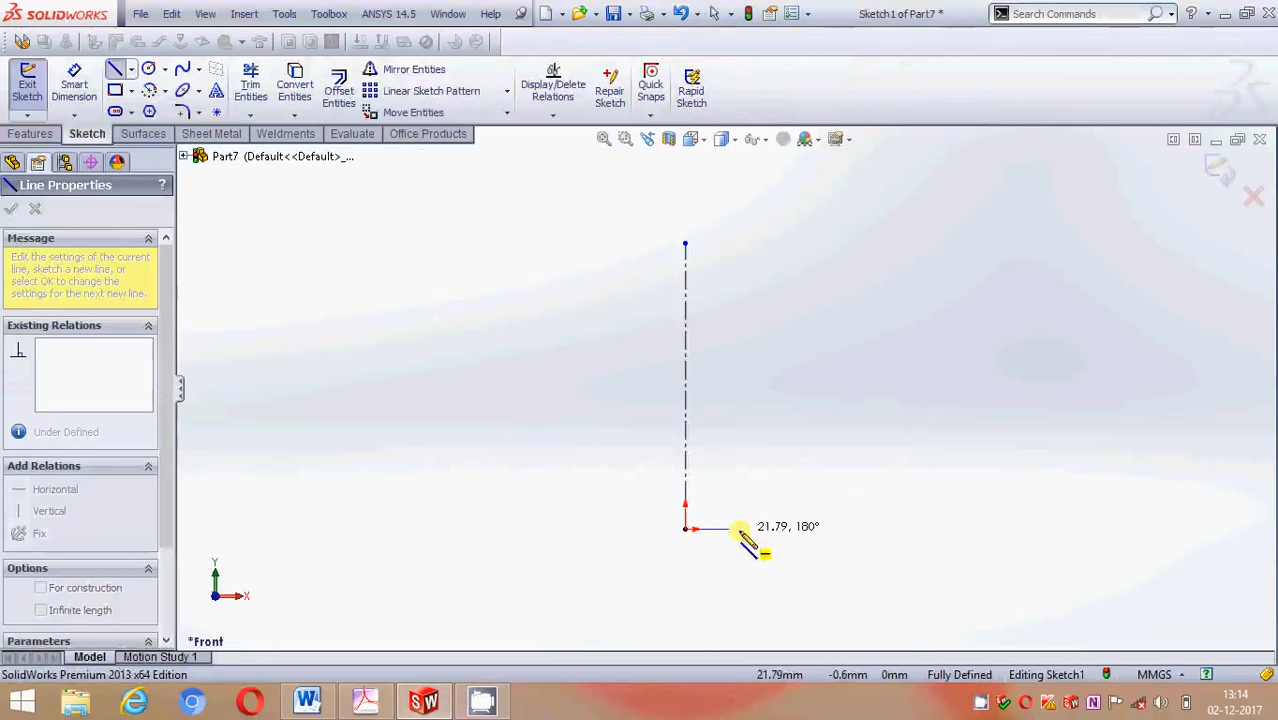 SOLIDWORKS
File
Edit
View
Insert
Tools
Toolbox
ANSYS 14.5
Window
Help
Sketch1 of Part7 *
Search Commands
Exit Sketch
Smart Dimension
Trim Entities
Convert Entities
Offset Entities
Mirror Entities
Linear Sketch Pattern
Move Entities
Display/Delete Relations
Repair Sketch
Quick Snaps
Rapid Sketch
Features
Sketch
Surfaces
Sheet Metal
Weldments
Evaluate
Office Products
Part7 (Default<<Default>_...
Line Properties
?
Message
Edit the settings of the current
line, sketch a new line, or
select OK to change the
settings for the next new line.
Existing Relations
Under Defined
Add Relations
Horizontal
Vertical
Fix
Options
For construction
Infinite length
Parameters
21.79, 180°
Y
X
*Front
Model
Motion Study 1
SolidWorks Premium 2013 x64 Edition
21.79mm
-0.6mm
0mm
Fully Defined
Editing Sketch1
MMGS
13:14
02-12-2017